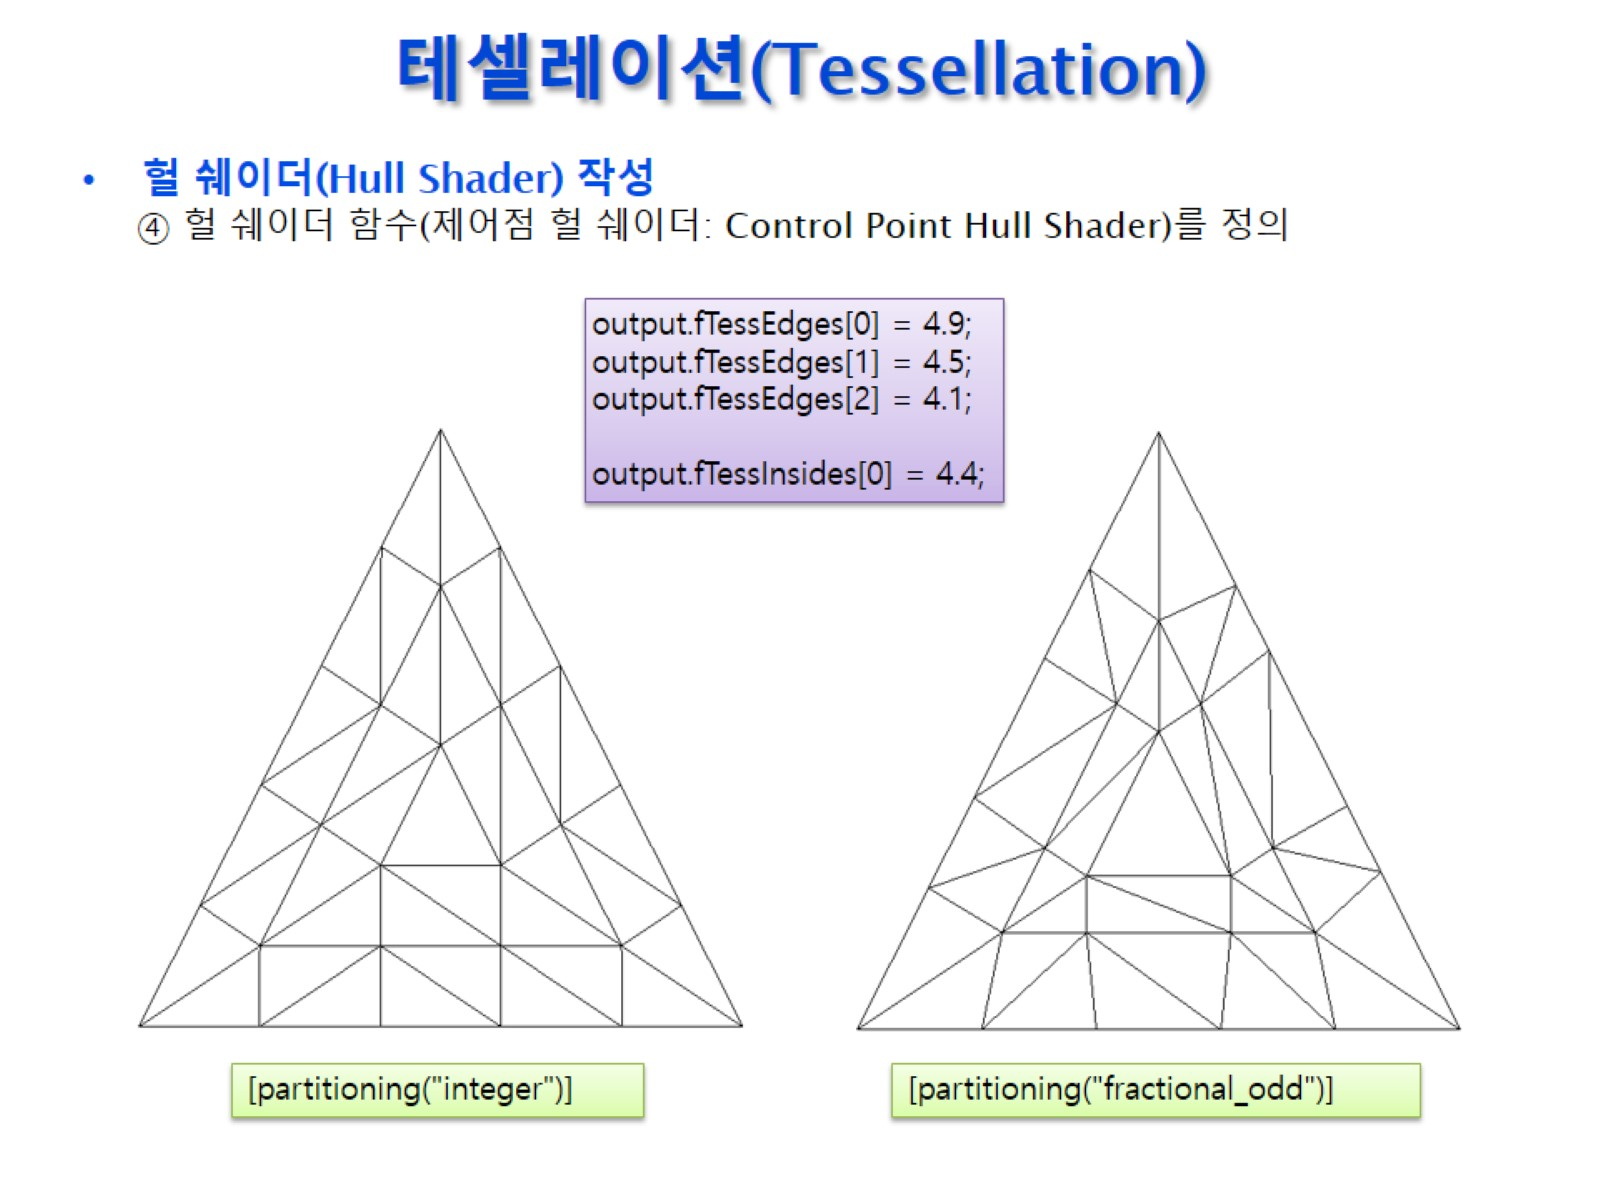 테셀레이션(Tessellation)
• 헐 쉐이더(Hull Shader) 작성
④ 헐 쉐이더 함수(제어점 헐 쉐이더: Control Point Hull Shader)를 정의
output.fTessEdges[0] = 4.9;
output.fTessEdges[1] = 4.5;
output.fTessEdges[2] = 4.1;
output.fTessInsides[0] = 4.4;
[partitioning("integer")]
[partitioning("fractional_odd")]